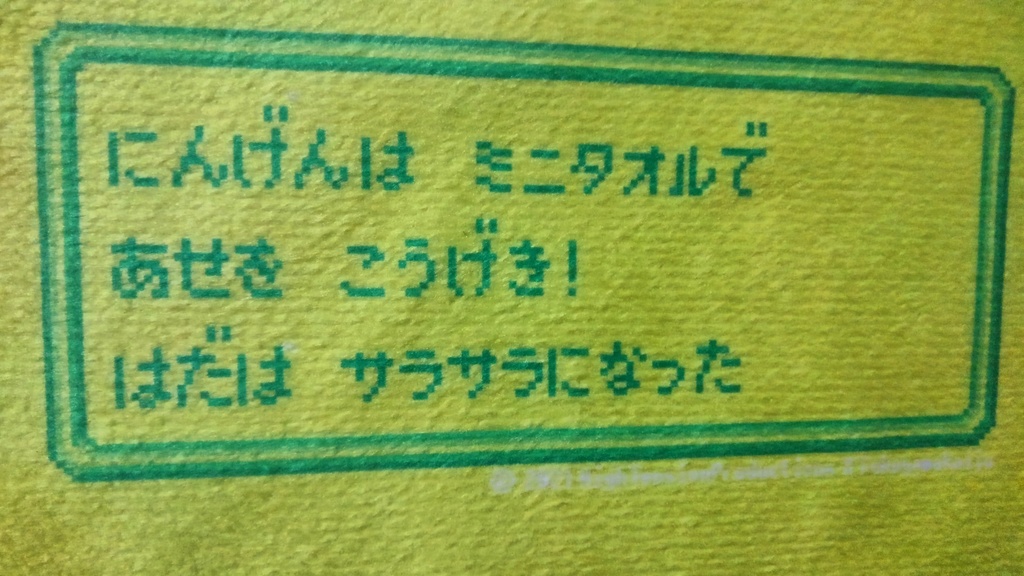 にんげんは ミニタオルで
あせを こうげき!
はだは サラサラになった